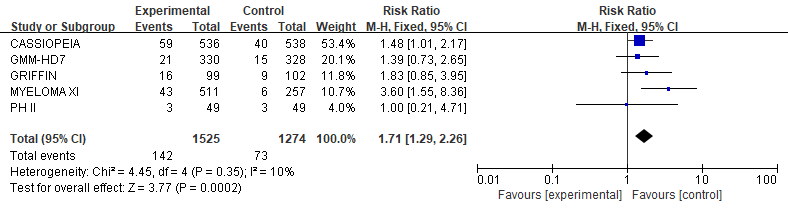 Experimental Control Risk Ratio Risk Ratio
Study or Subgroup Events Total Events Total Weight M-H, Fixed, 95% CI M-H, Fixed, 95% CI
CASSIOPEIA 59 536 40 538 53.4% 1.48 [1.01, 2.17]
GMM-HD7 21 330 15 328 20.1% 1.39 [0.73, 2.65]
GRIFFIN 16 99 9 102 11.8% 1.83 [0.85, 3.95]
MYELOMA XI 43 511 6 257 10.7% 3.60 [1.55, 8.36]
PH II 3 49 3 49 4.0% 1.00 [0.21, 4.71]
Total (95% CI) 1525 1274 100.0% 1.71 [1.29, 2.26]
Total events 142 73
Heterogeneity: Chi² = 4.45, df = 4 (P = 0.35); I² = 10%
Test for overall effect: Z = 3.77 (P = 0.0002)
0.01 0.1 1 10 100
Favours [experimental] Favours [control]